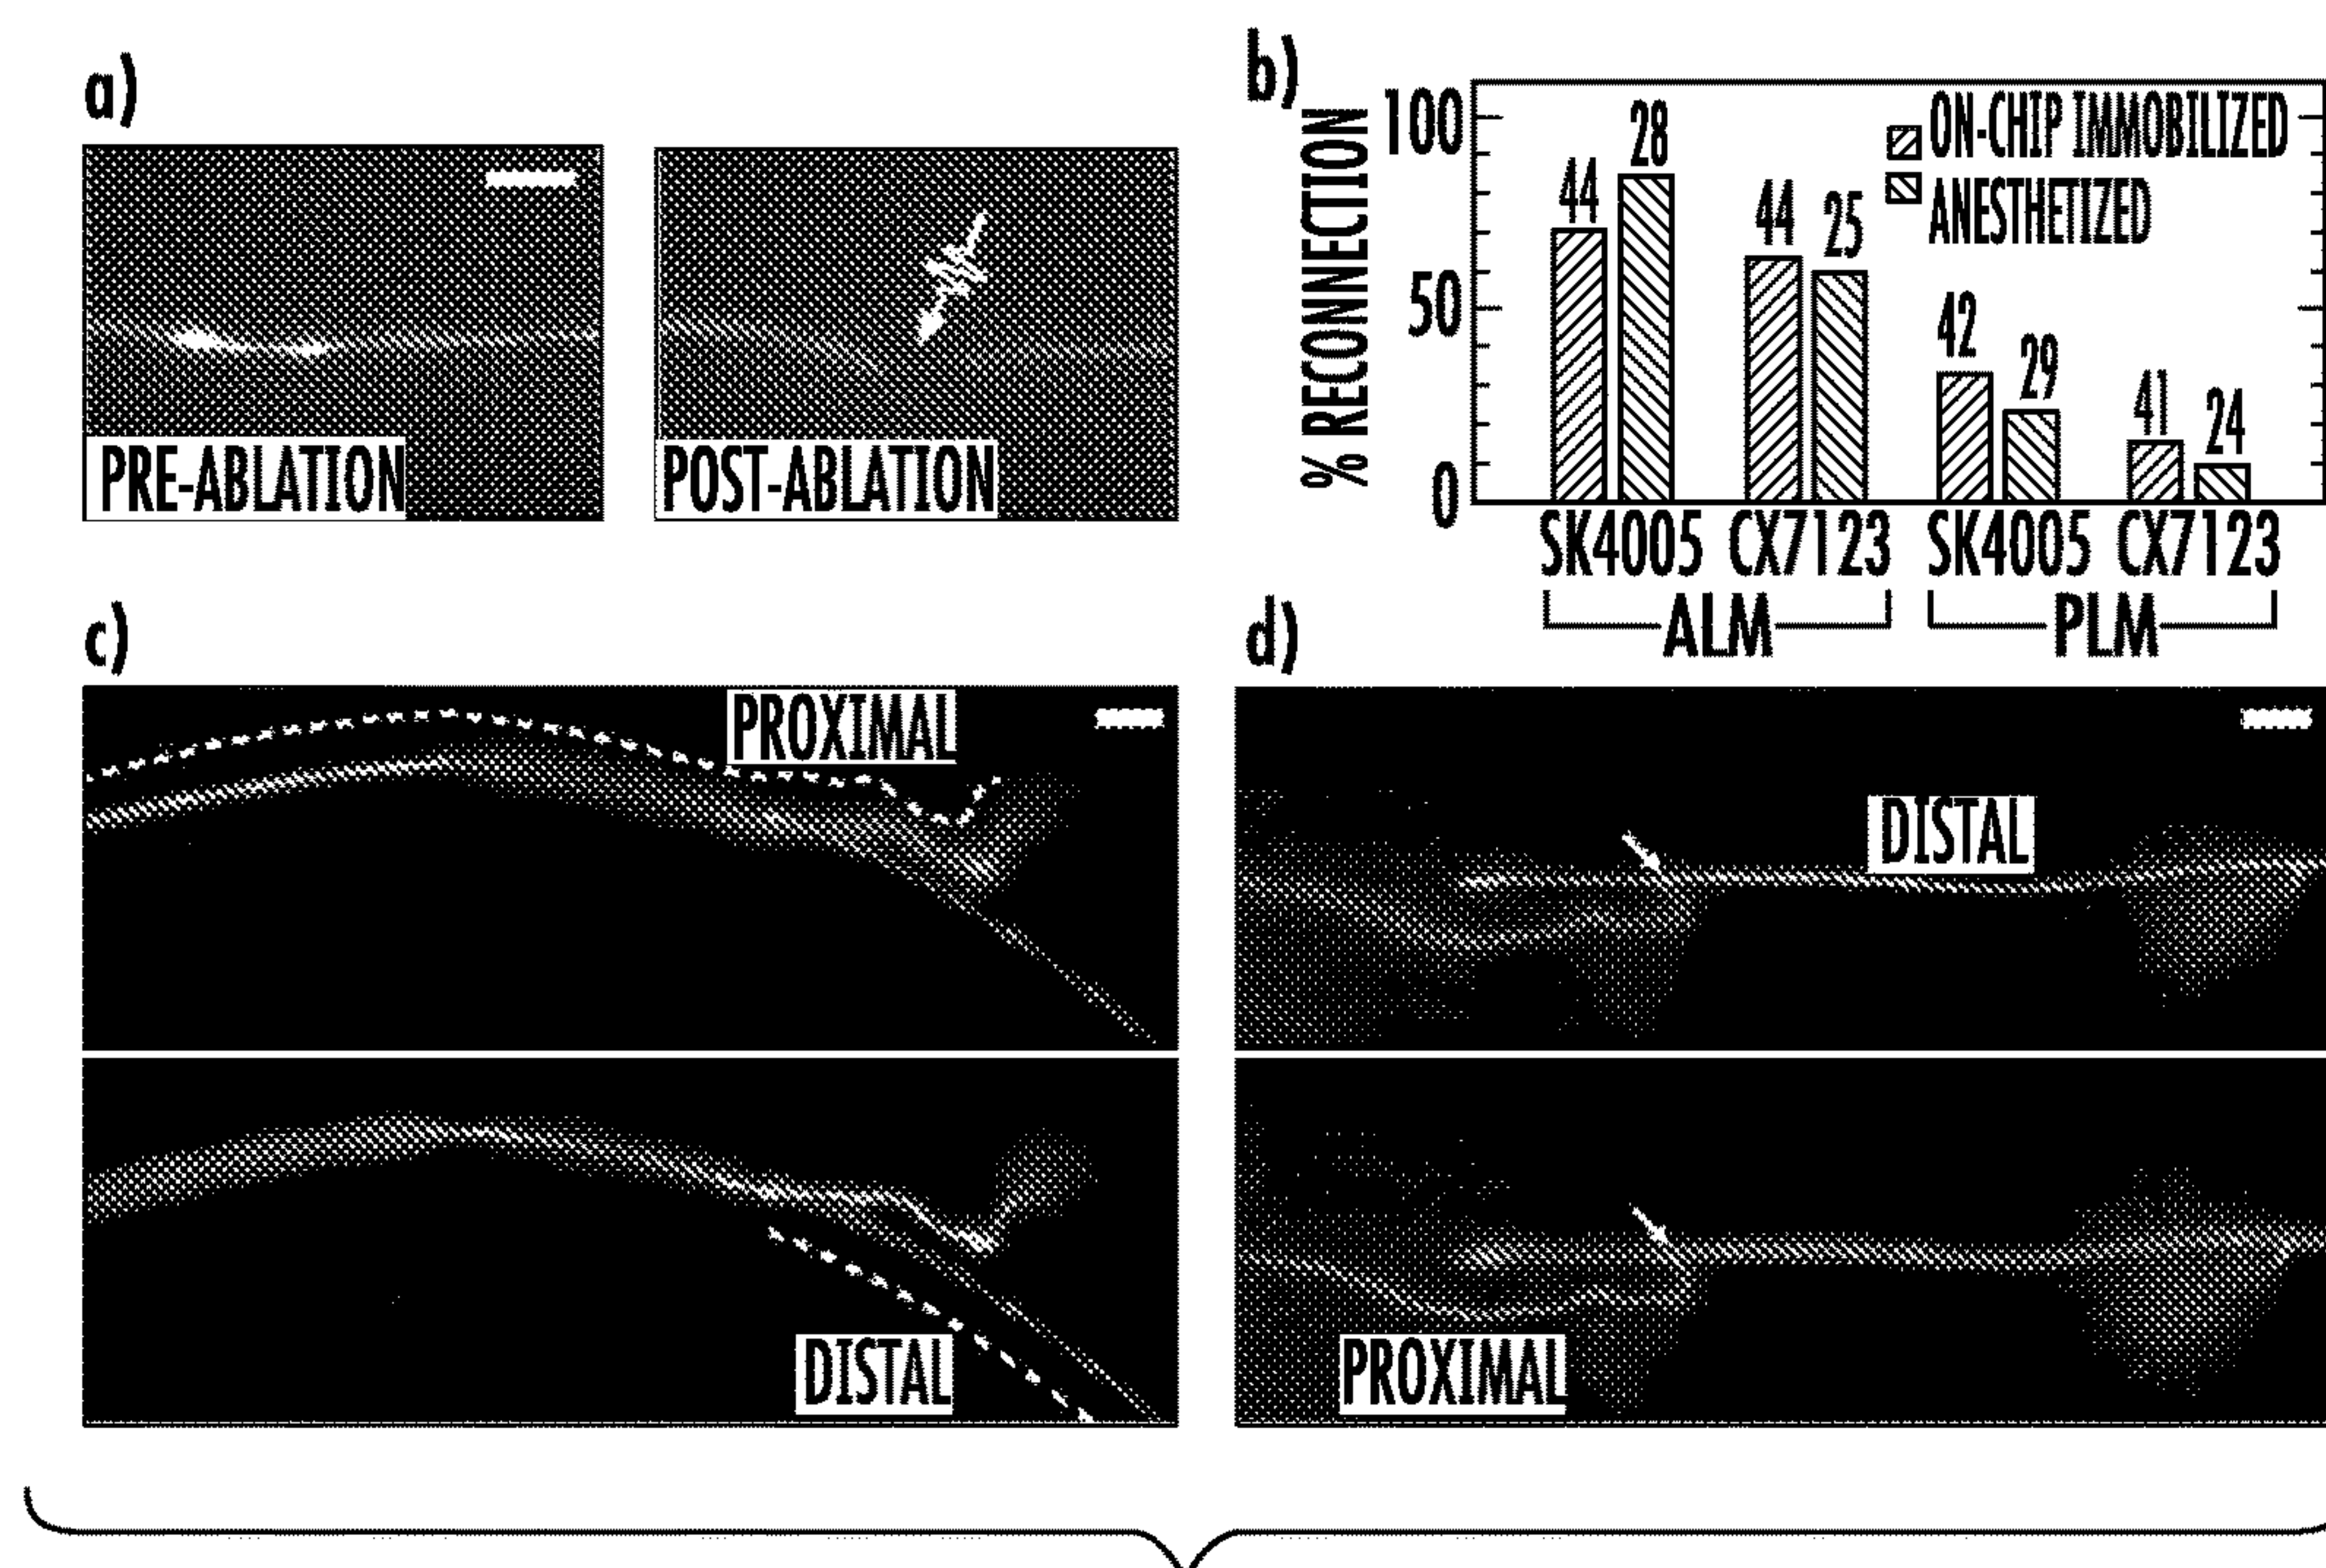 a)
PRE-ABLATION
POST-ABLATION
b)
% RECONNECTION
100
50
0
ON-CHIP IMMOBILIZED
ANESTHETIZED
44
28
44
25
42
29
41
24
SK4005 CX7123 SK4005 CX7123
ALM PLM
c)
PROXIMAL
DISTAL
d)
DISTAL
PROXIMAL